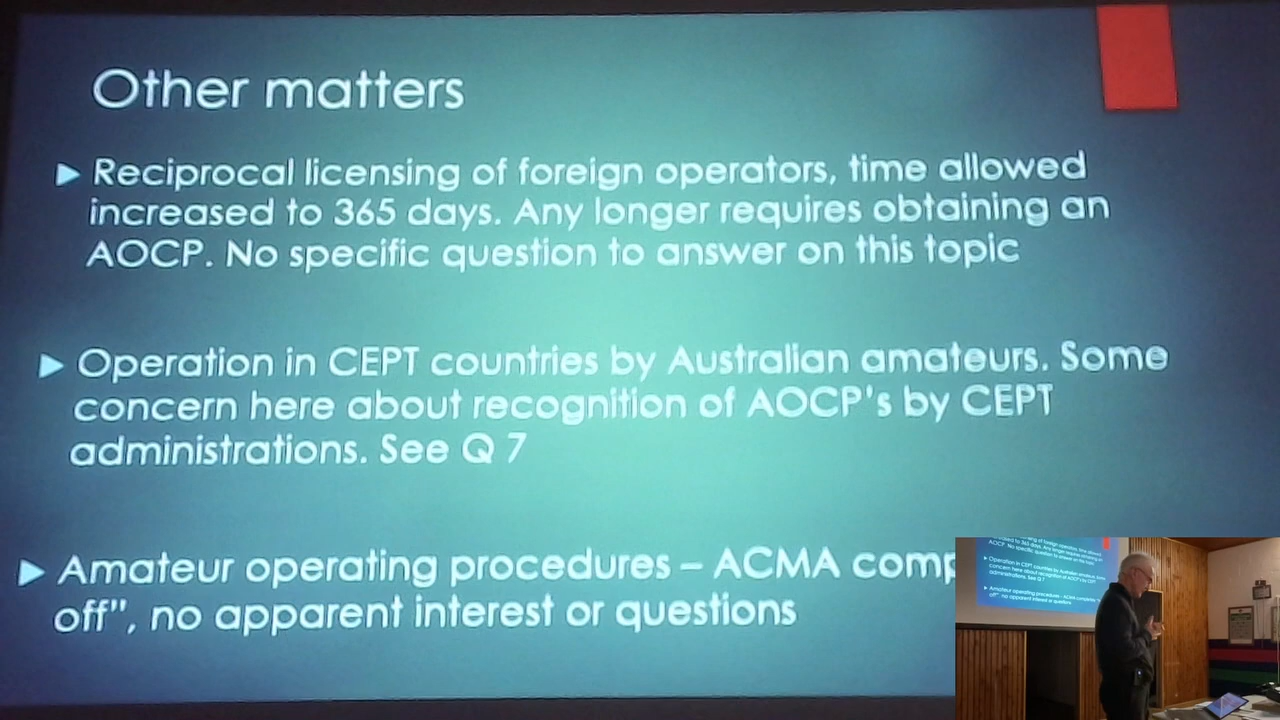 Other matters
Reciprocal licensing of foreign operators, time allowed
increased to 365 days. Any longer requires obtaining an
AOCP. No specific question to answer on this topic
Operation in CEPT countries by Australian amateurs. Some
concern here about recognition of AOCP's by CEPT
administrations. See Q 7
Amateur operating procedures – ACMA comp
off", no apparent interest or questions